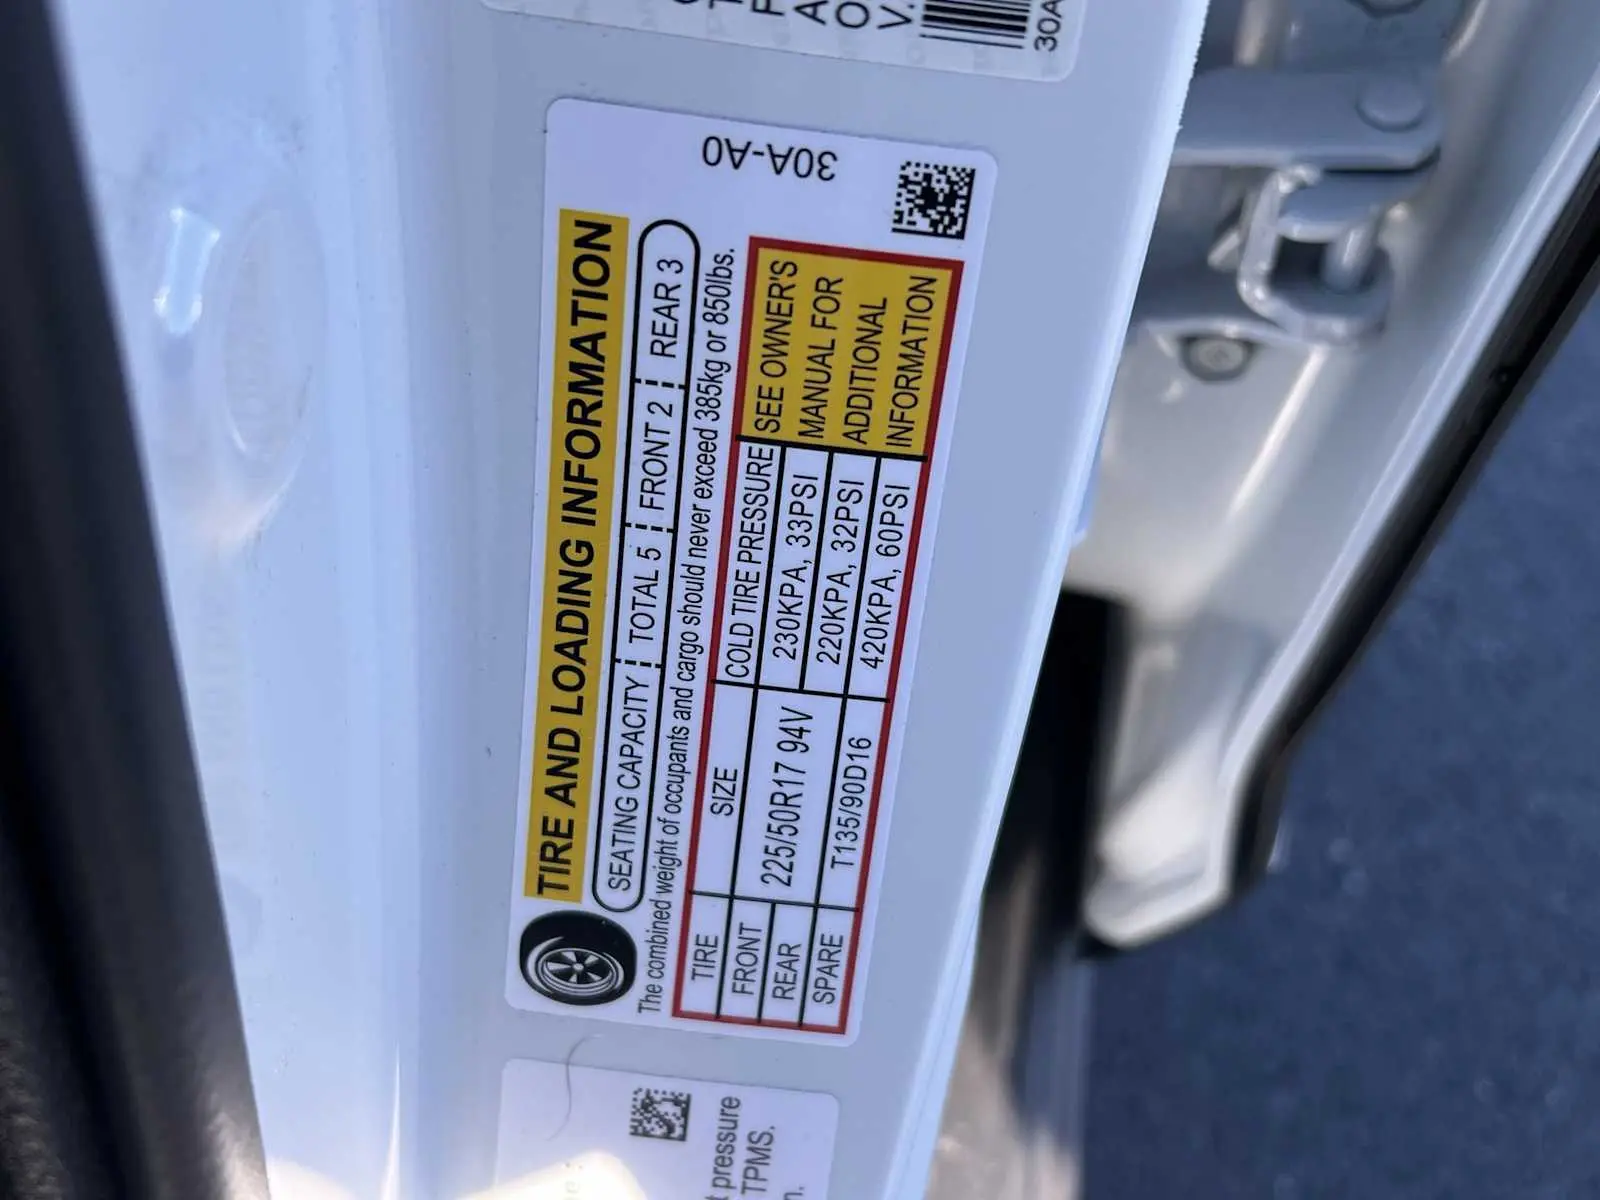 30A
30A-A0
TIRE AND LOADING INFORMATION
SEATING CAPACITY TOTAL 5 FRONT 2 REAR 3
The combined weight of occupants and cargo should never exceed 385kg or 850lbs.
TIRE SIZE COLD TIRE PRESSURE SEE OWNER'S
FRONT 225/50R17 94V 230KPA, 33PSI MANUAL FOR
REAR 220KPA, 32PSI ADDITIONAL
SPARE T135/90D16 420KPA, 60PSI INFORMATION
pressure
TPMS.